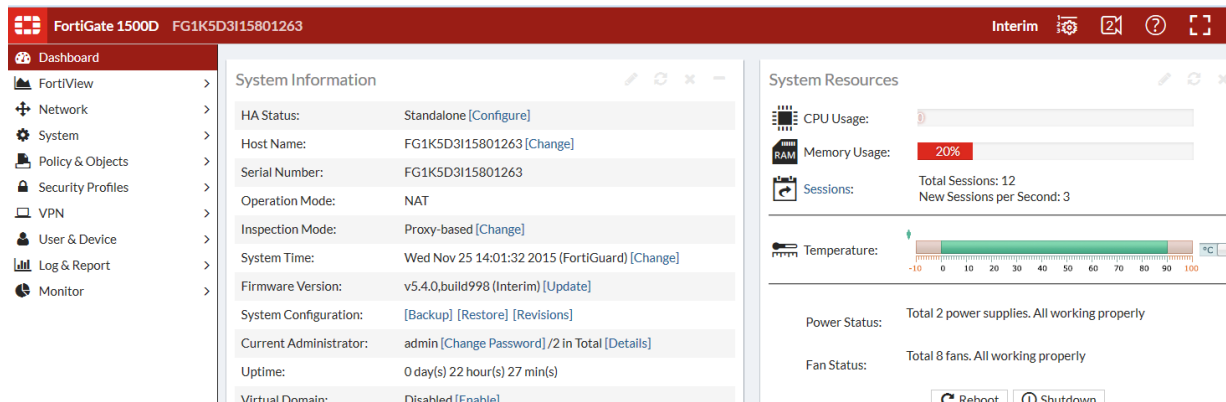 FortiGate 1500D FG1K5D3I15801263 Interim
Dashboard
FortiView
Network
System
Policy & Objects
Security Profiles
VPN
User & Device
Log & Report
Monitor
System Information
HA Status: Standalone [Configure]
Host Name: FG1K5D3I15801263 [Change]
Serial Number: FG1K5D3I15801263
Operation Mode: NAT
Inspection Mode: Proxy-based [Change]
System Time: Wed Nov 25 14:01:32 2015 (FortiGuard) [Change]
Firmware Version: v5.4.0,build998 (Interim) [Update]
System Configuration: [Backup] [Restore] [Revisions]
Current Administrator: admin [Change Password] /2 in Total [Details]
Uptime: 0 day(s) 22 hour(s) 27 min(s)
Virtual Domain: Disabled [Enable]
System Resources
CPU Usage:
RAM Memory Usage: 20%
Sessions: Total Sessions: 12
New Sessions per Second: 3
Temperature: °C
-10 0 10 20 30 40 50 60 70 80 90 100
Power Status: Total 2 power supplies. All working properly
Fan Status: Total 8 fans. All working properly
Reboot Shutdown